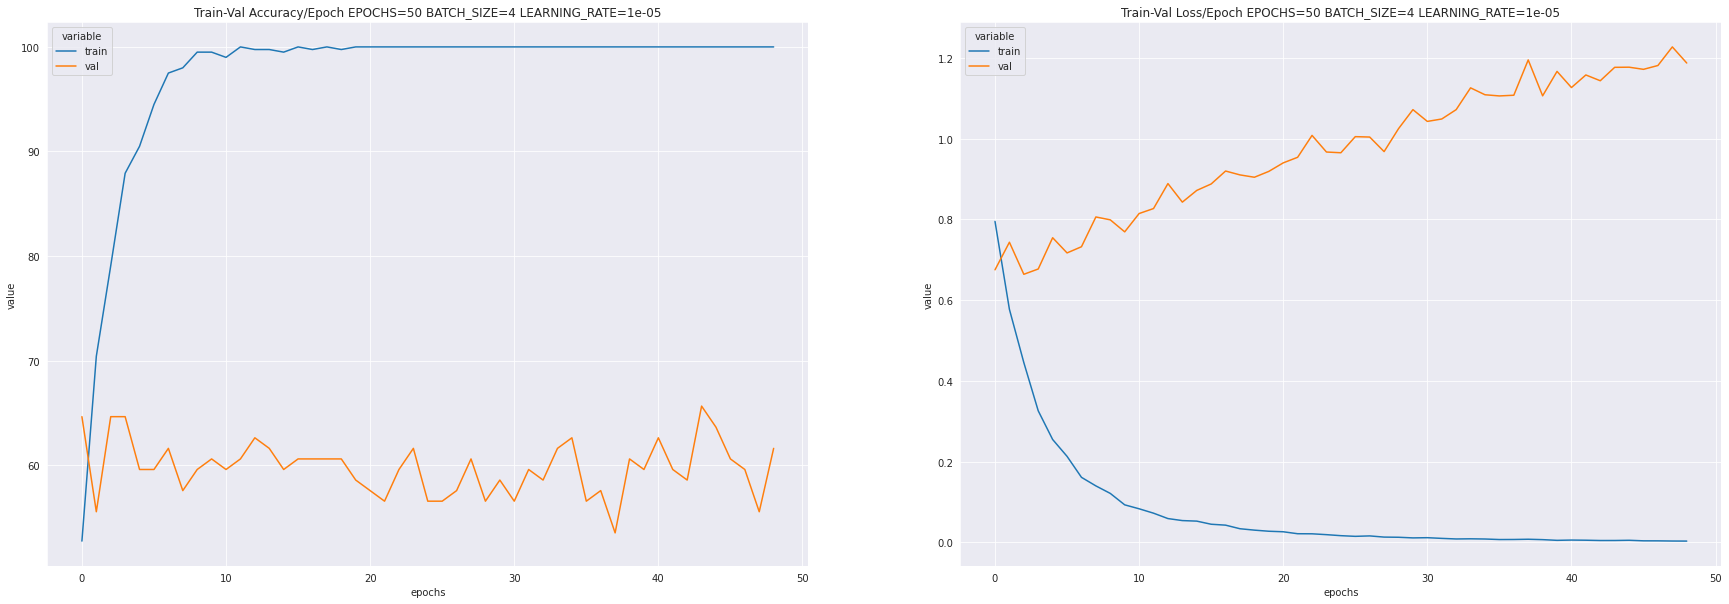 Train-Val Accuracy/Epoch EPOCHS=50 BATCH_SIZE=4 LEARNING_RATE=1e-05
variable
train
val
100
90
80
70
60
value
0 10 20 30 40 50
epochs
Train-Val Loss/Epoch EPOCHS=50 BATCH_SIZE=4 LEARNING_RATE=1e-05
variable
train
val
1.2
1.0
0.8
0.6
0.4
0.2
0.0
value
0 10 20 30 40 50
epochs